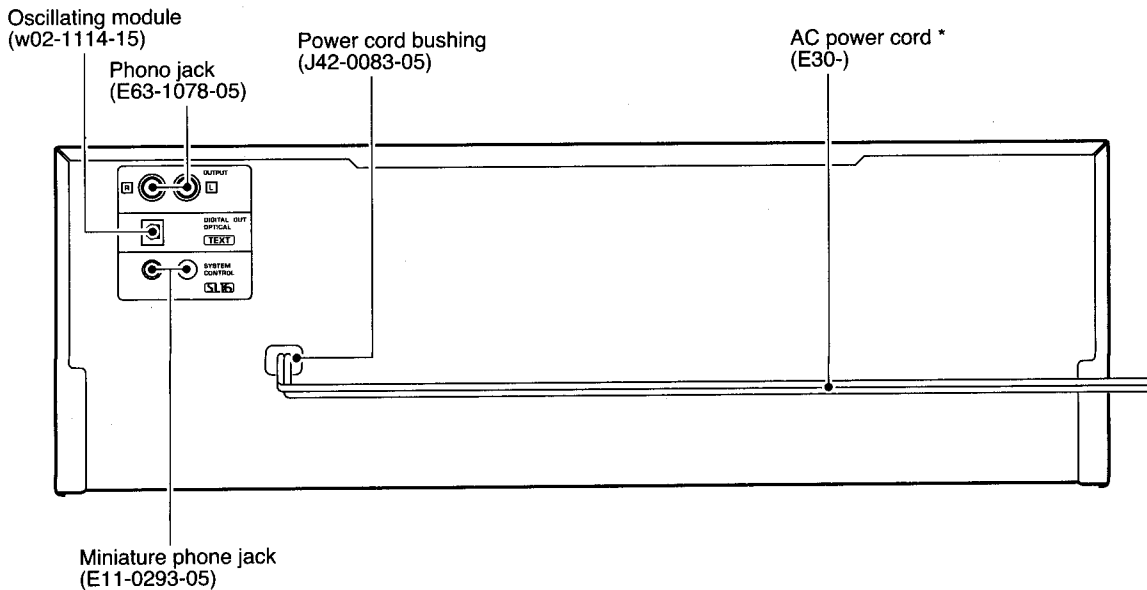 Oscillating module
(w02-1114-15)
Phono jack
(E63-1078-05)
Power cord bushing
(J42-0083-05)
AC power cord *
(E30-)
OUTPUT
R
L
DIGITAL OUT
OPTICAL
TEXT
SYSTEM
CONTROL
SL16
Miniature phone jack
(E11-0293-05)